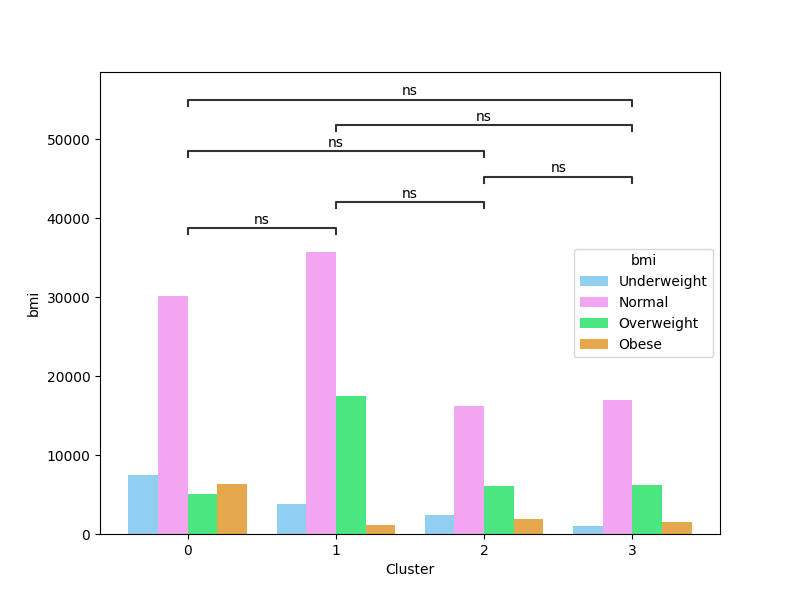 ns
ns
ns
ns
ns
ns
50000
40000
30000
20000
10000
0
bmi
bmi
Underweight
Normal
Overweight
Obese
0 1 2 3
Cluster